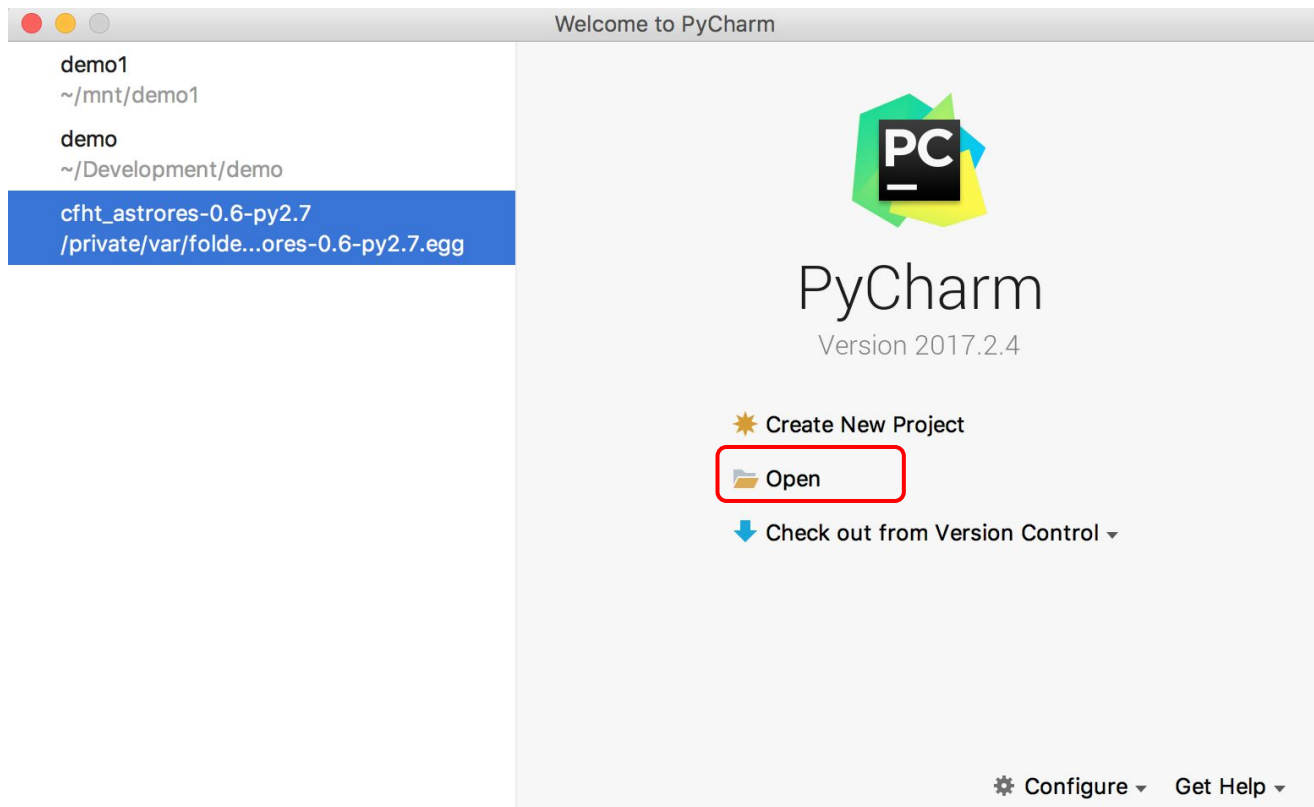 Welcome to PyCharm
demo1
~/mnt/demo1
demo
~/Development/demo
cfht_astrores-0.6-py2.7
/private/var/folde...ores-0.6-py2.7.egg
PC
PyCharm
Version 2017.2.4
Create New Project
Open
Check out from Version Control
Configure
Get Help